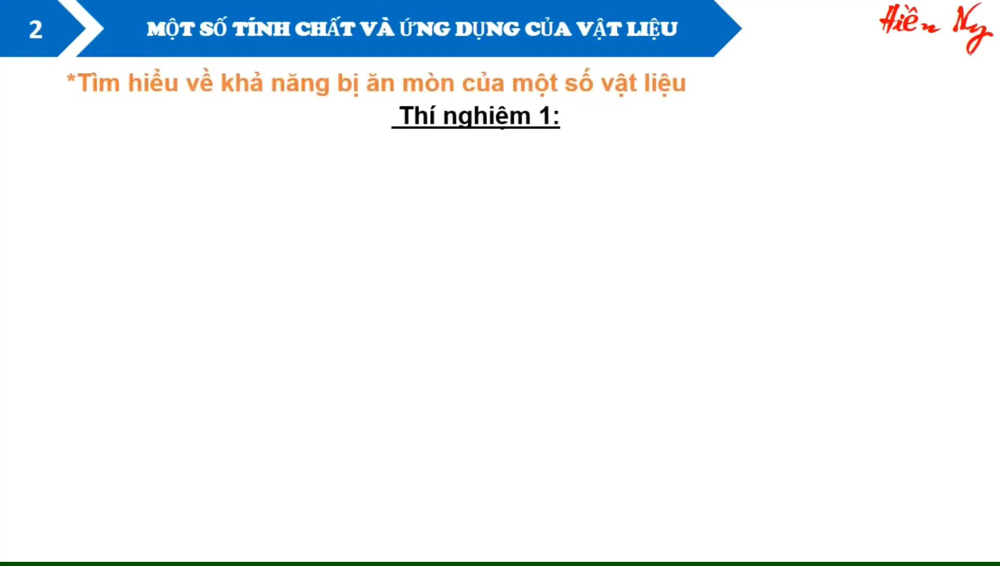 2
MỘT SỐ TÍNH CHẤT VÀ ỨNG DỤNG CỦA VẬT LIỆU
Hiền Ny
*Tìm hiểu về khả năng bị ăn mòn của một số vật liệu
Thí nghiệm 1: